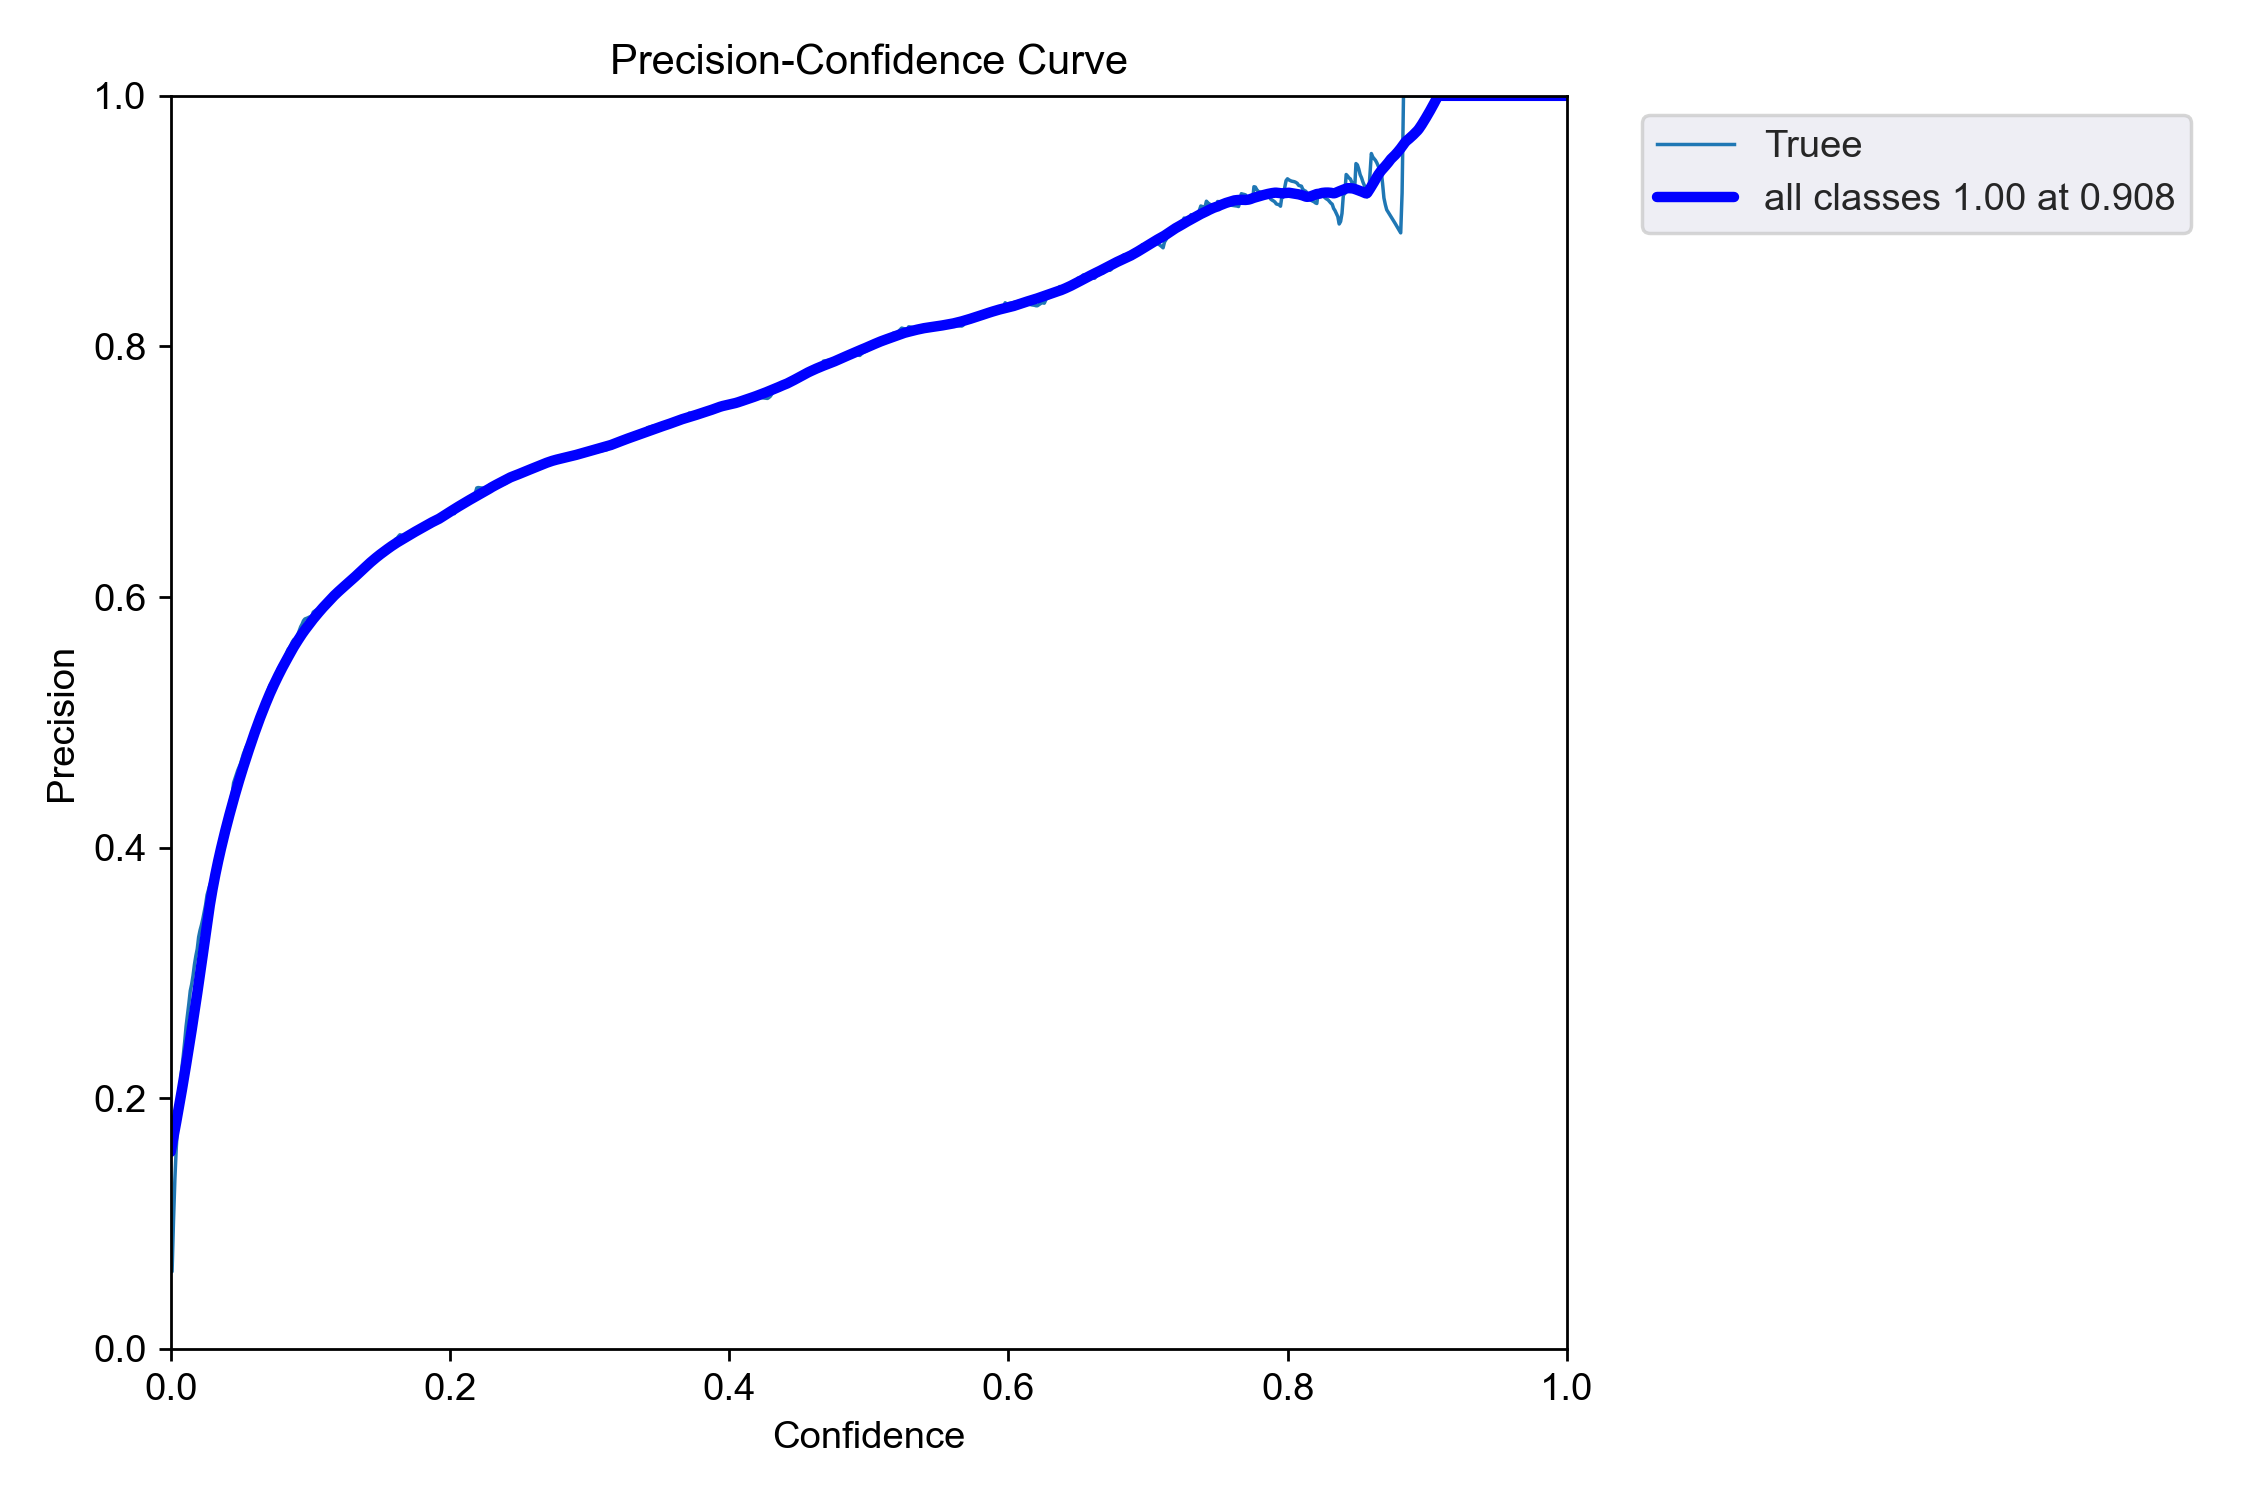 Precision-Confidence Curve
1.0
0.8
0.6
0.4
0.2
0.0
Precision
0.0 0.2 0.4 0.6 0.8 1.0
Confidence
Truee
all classes 1.00 at 0.908